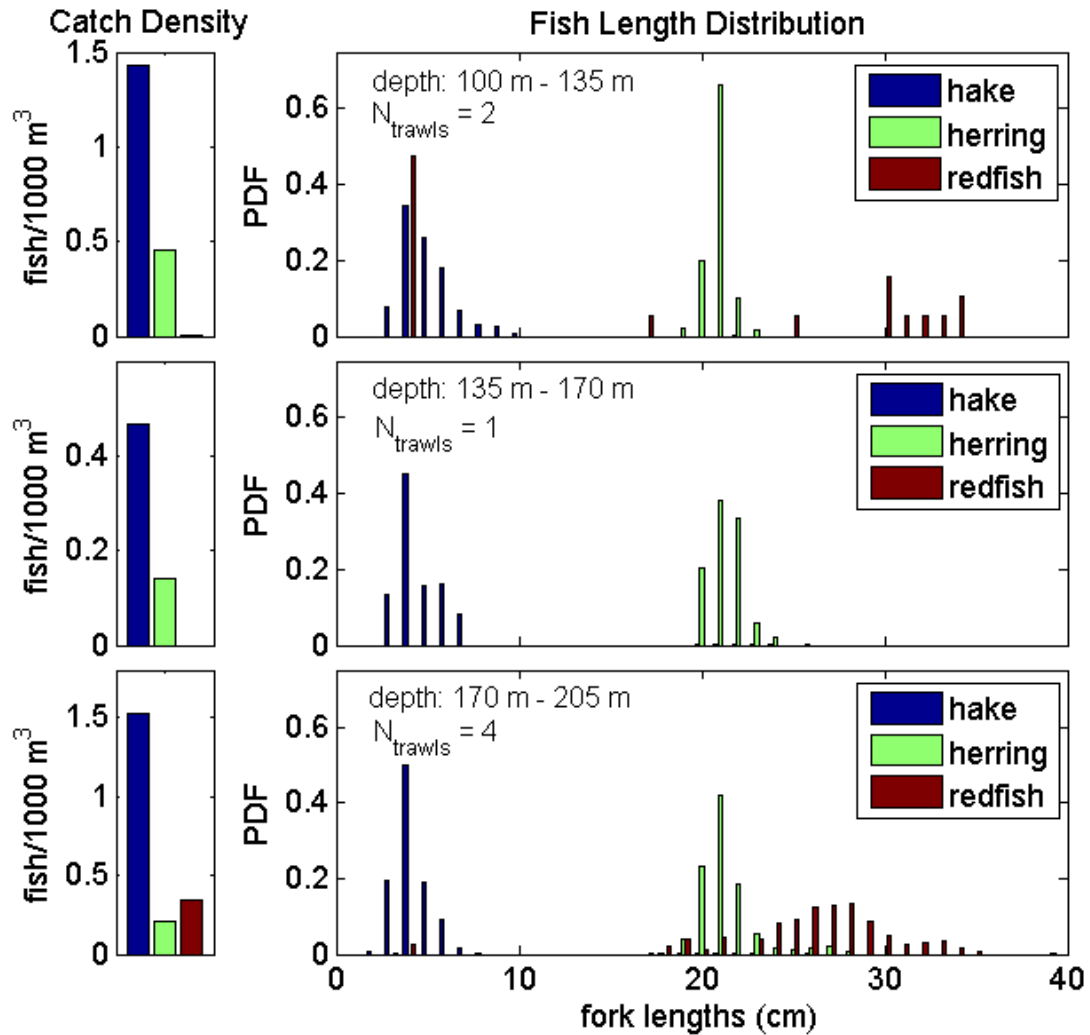 Catch Density
Fish Length Distribution
1.5
1
0.5
0
fish/1000 m³
0.6
0.4
0.2
0
PDF
depth: 100 m - 135 m
N_trawls = 2
hake
herring
redfish
0.4
0.2
0
fish/1000 m³
0.6
0.4
0.2
0
PDF
depth: 135 m - 170 m
N_trawls = 1
hake
herring
redfish
0 10 20 30 40
1.5
1
0.5
0
fish/1000 m³
0.6
0.4
0.2
0
PDF
depth: 170 m - 205 m
N_trawls = 4
hake
herring
redfish
fork lengths (cm)